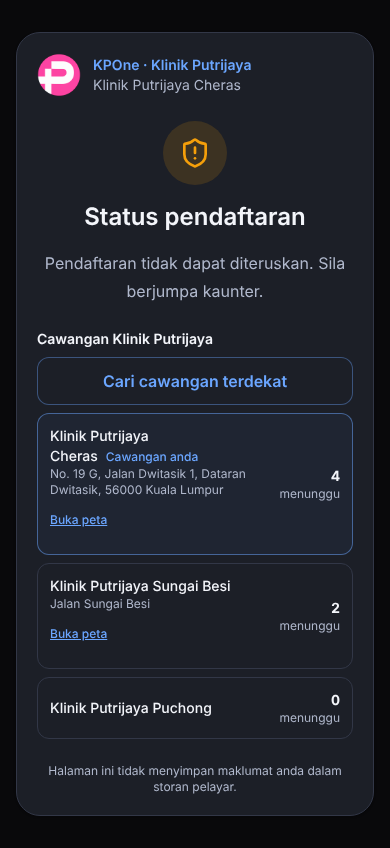 KPOne · Klinik Putrijaya
Klinik Putrijaya Cheras
Status pendaftaran
Pendaftaran tidak dapat diteruskan. Sila
berjumpa kaunter.
Cawangan Klinik Putrijaya
Cari cawangan terdekat
Klinik Putrijaya
Cheras Cawangan anda
No. 19 G, Jalan Dwitasik 1, Dataran
Dwitasik, 56000 Kuala Lumpur
Buka peta
4
menunggu
Klinik Putrijaya Sungai Besi
Jalan Sungai Besi
Buka peta
2
menunggu
Klinik Putrijaya Puchong
0
menunggu
Halaman ini tidak menyimpan maklumat anda dalam
storan pelayar.